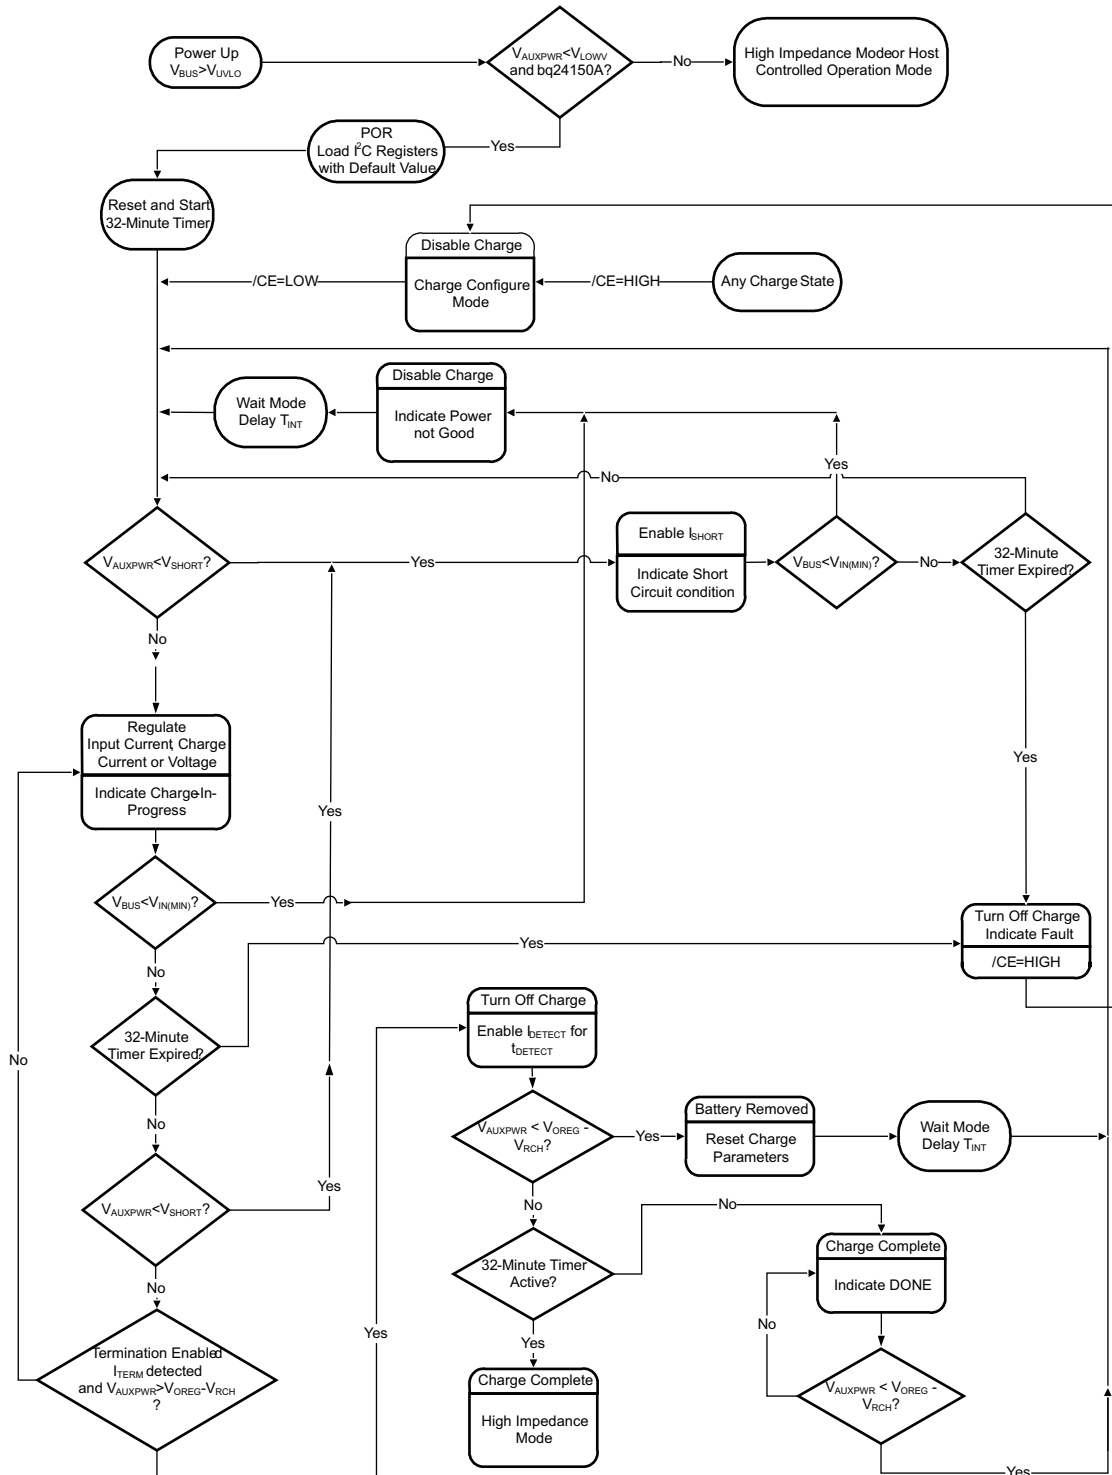 Power Up
VBUS>VUVLO
VAUXPWR<VLOWV
and bq24150A?
No
High Impedance Modeor Host
Controlled Operation Mode
Yes
POR
Load I2C Registers
with Default Value
Reset and Start
32-Minute Timer
Disable Charge
Charge Configure
Mode
/CE=LOW
/CE=HIGH
Any Charge State
Disable Charge
Indicate Power
not Good
Wait Mode
Delay TINT
Yes
No
VAUXPWR<VSHORT?
Yes
Enable ISHORT
Indicate Short
Circuit condition
VBUS<VIN(MIN)?
No
32-Minute
Timer Expired?
No
Regulate
Input Current, Charge
Current or Voltage
Indicate Charge-In-
Progress
Yes
Yes
VBUS<VIN(MIN)?
Yes
Turn Off Charge
Indicate Fault
/CE=HIGH
Yes
No
32-Minute
Timer Expired?
No
Turn Off Charge
Enable IDETECT for
tDETECT
No
VAUXPWR < VOREG -
VRCH?
Yes
Battery Removed
Reset Charge
Parameters
Wait Mode
Delay TINT
VAUXPWR<VSHORT?
Yes
No
No
32-Minute Timer
Active?
Charge Complete
Indicate DONE
No
No
Yes
Yes
Termination Enabled
ITERM detected
and VAUXPWR>VOREG-VRCH
?
Charge Complete
High Impedance
Mode
VAUXPWR < VOREG -
VRCH?
Yes